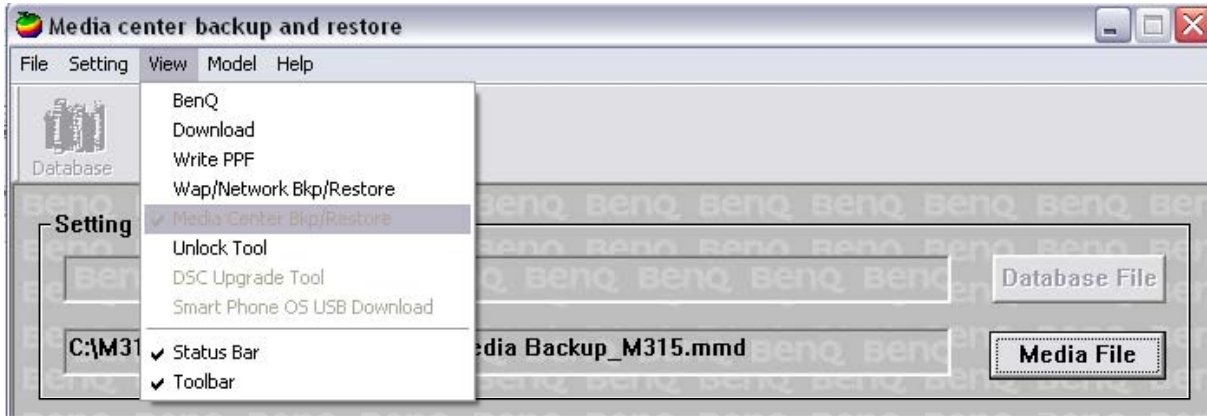 Media center backup and restore
File Setting View Model Help
BenQ
Download
Write PPF
Wap/Network Bkp/Restore
Media Center Bkp/Restore
Unlock Tool
DSC Upgrade Tool
Smart Phone OS USB Download
Status Bar
Toolbar
Database
Setting
Database File
C:\M31 edia Backup_M315.mmd
Media File